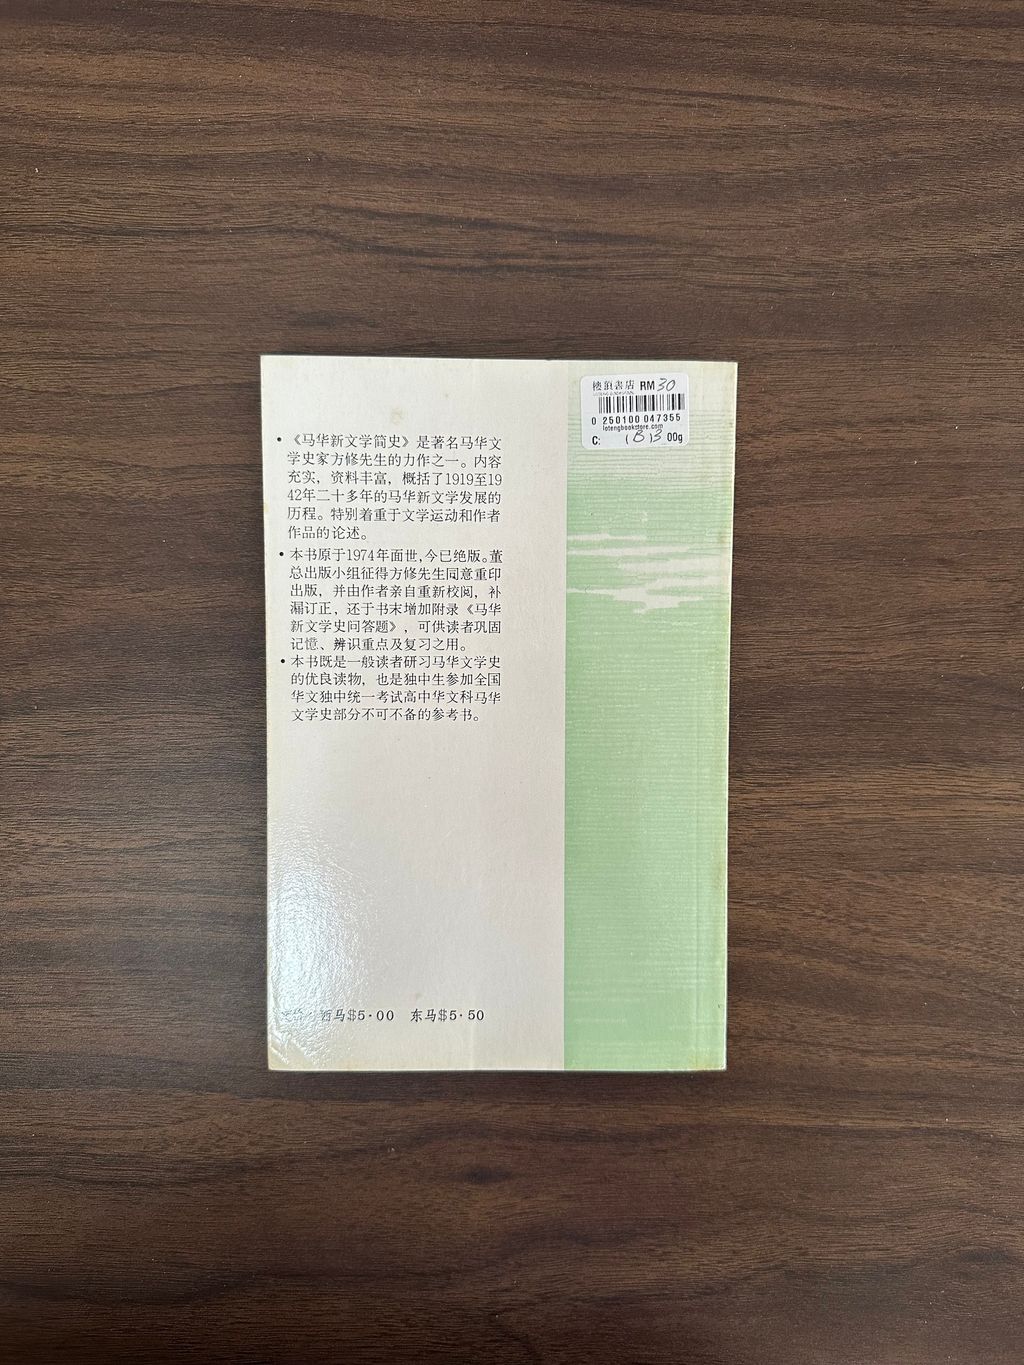 樓頂書店 RM 30
0 250100 047355
lotengbookstore.com
C: 00g
• 《马华新文学简史》是著名马华文
学史家方修先生的力作之一。内容
充实，资料丰富，概括了1919至19
42年二十多年的马华新文学发展的
历程。特别着重于文学运动和作者
作品的论述。
• 本书原于1974年面世，今已绝版。董
总出版小组征得方修先生同意重印
出版，并由作者亲自重新校阅，补
漏订正，还于书末增加附录《马华
新文学史问答题》，可供读者巩固
记憶、辨识重点及复习之用。
• 本书既是一般读者研习马华文学史
的优良读物，也是独中生参加全国
华文独中统一考试高中华文科马华
文学史部分不可不备的参考书。
西马$5·00 东马$5·50